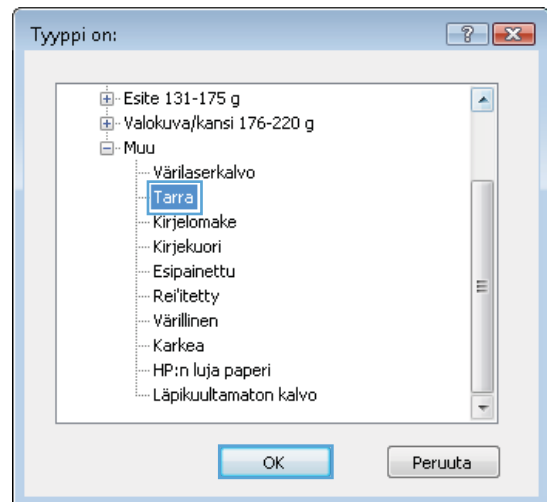 Tyyppi on:
Esite 131-175 g
Valokuva/kansi 176-220 g
Muu
Värilaserkalvo
Tarra
Kirjelomake
Kirjekuori
Esipainettu
Rei'itetty
Värillinen
Karkea
HP:n luja paperi
Läpikuultamaton kalvo
OK
Peruuta